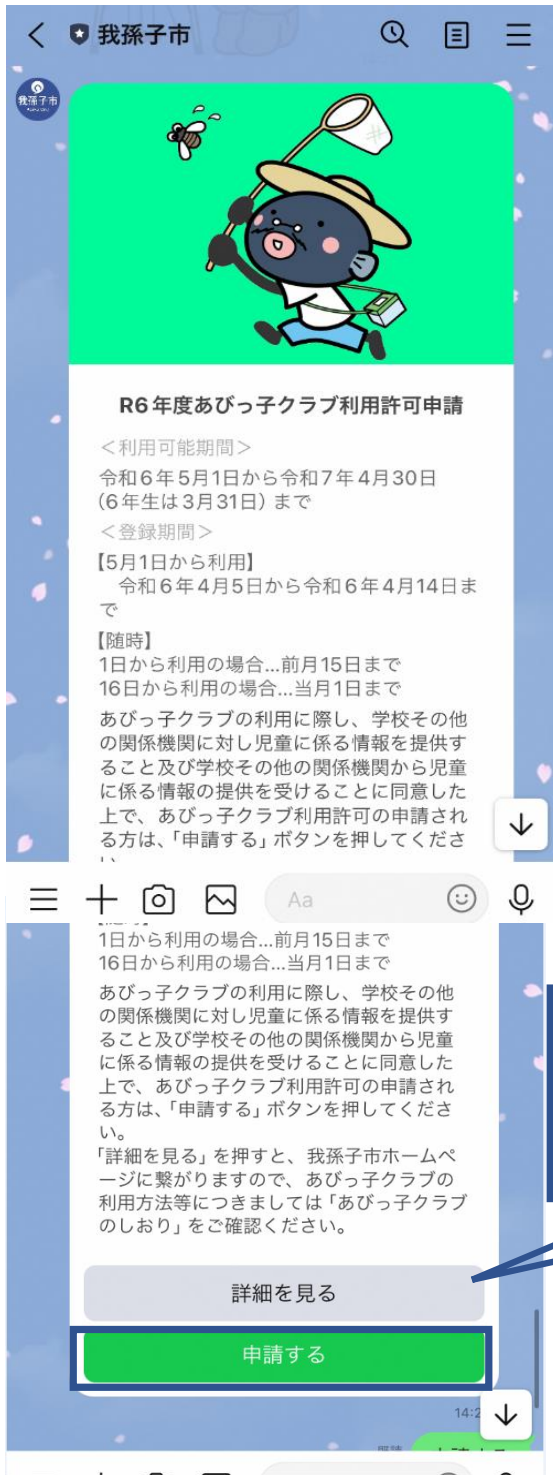 我孫子市
我孫子市
R6年度あびっ子クラブ利用許可申請
＜利用可能期間＞
令和6年5月1日から令和7年4月30日
(6年生は3月31日) まで
＜登録期間＞
【5月1日から利用】
令和6年4月5日から令和6年4月14日ま
で
【随時】
1日から利用の場合...前月15日まで
16日から利用の場合...当月1日まで
あびっ子クラブの利用に際し、学校その他
の関係機関に対し児童に係る情報を提供す
ること及び学校その他の関係機関から児童
に係る情報の提供を受けることに同意した
上で、あびっ子クラブ利用許可の申請され
る方は、「申請する」ボタンを押してくださ
Aa
1日から利用の場合...前月15日まで
16日から利用の場合...当月1日まで
あびっ子クラブの利用に際し、学校その他
の関係機関に対し児童に係る情報を提供す
ること及び学校その他の関係機関から児童
に係る情報の提供を受けることに同意した
上で、あびっ子クラブ利用許可の申請され
る方は、「申請する」ボタンを押してくださ
い。
「詳細を見る」を押すと、我孫子市ホームペ
ージに繋がりますので、あびっ子クラブの
利用方法等につきましては「あびっ子クラブ
のしおり」をご確認ください。
詳細を見る
申請する